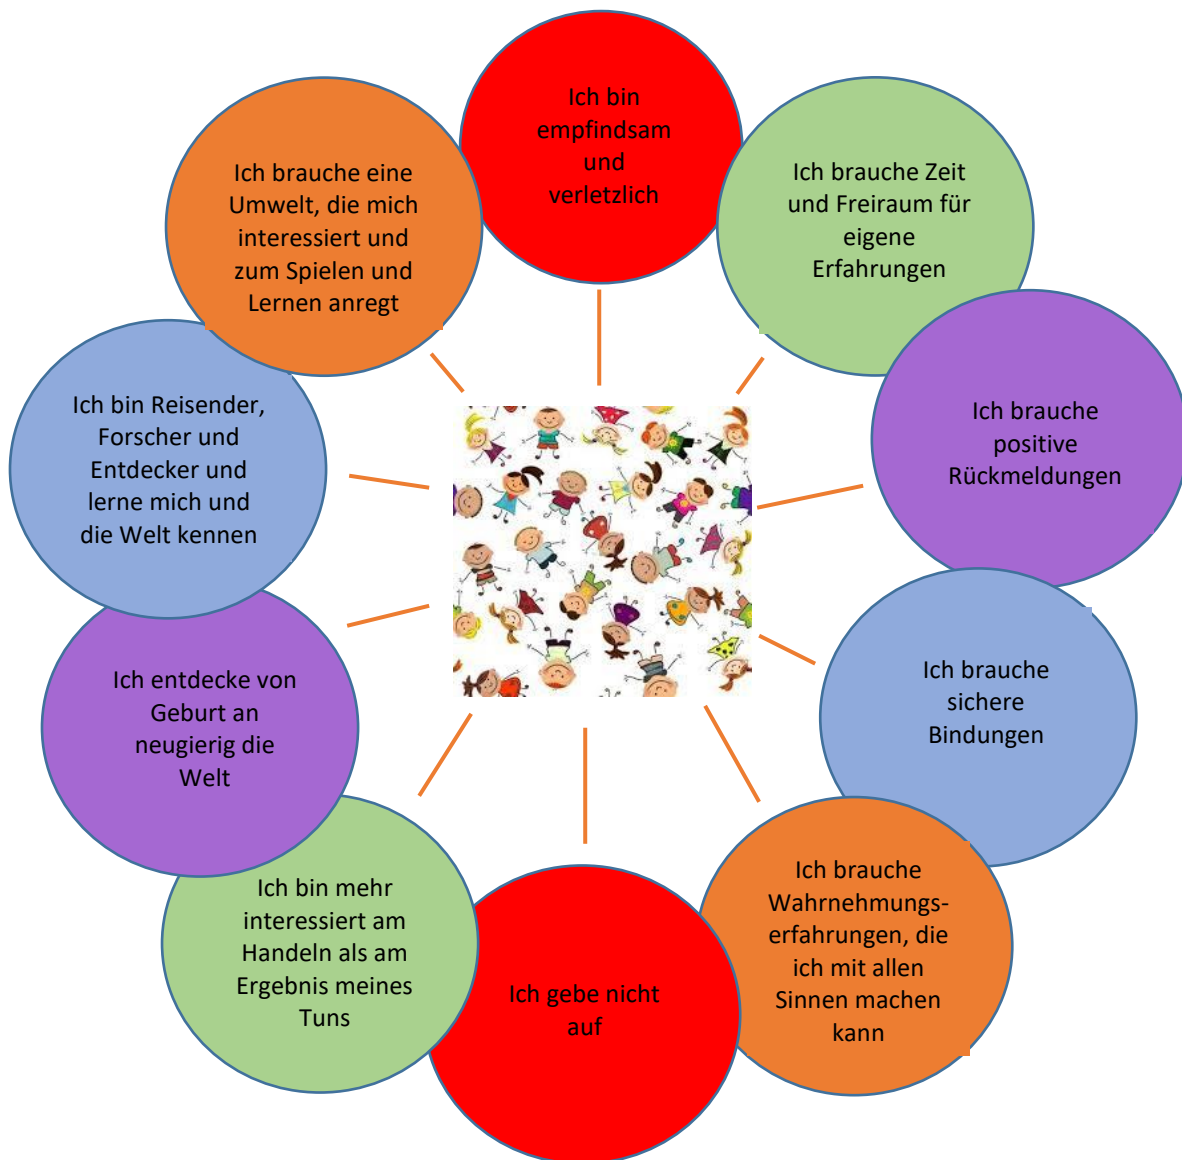 Ich bin
empfindsam
und
verletzlich
Ich brauche Zeit
und Freiraum für
eigene
Erfahrungen
Ich brauche
positive
Rückmeldungen
Ich brauche
sichere
Bindungen
Ich brauche
Wahrnehmungs-
erfahrungen, die
ich mit allen
Sinnen machen
kann
Ich gebe nicht
auf
Ich bin mehr
interessiert am
Handeln als am
Ergebnis meines
Tuns
Ich entdecke von
Geburt an
neugierig die
Welt
Ich bin Reisender,
Forscher und
Entdecker und
lerne mich und
die Welt kennen
Ich brauche eine
Umwelt, die mich
interessiert und
zum Spielen und
Lernen anregt